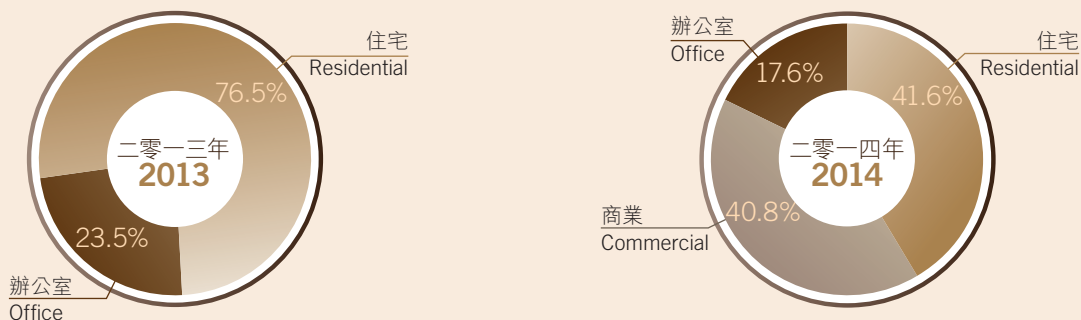 住宅
Residential
76.5%
二零一三年
2013
23.5%
辦公室
Office
辦公室
Office
17.6%
住宅
Residential
41.6%
二零一四年
2014
商業
Commercial
40.8%